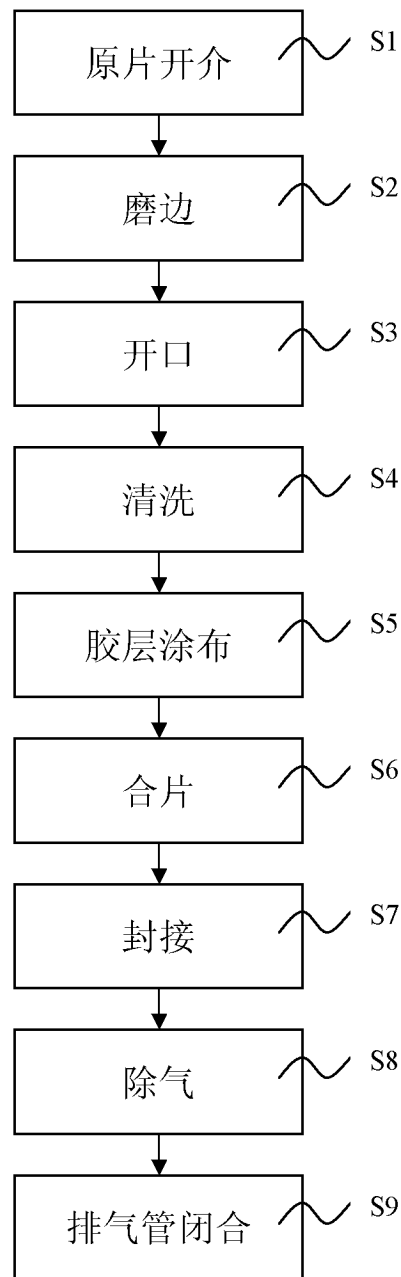 原片开介 S1
磨边 S2
开口 S3
清洗 S4
胶层涂布 S5
合片 S6
封接 S7
除气 S8
排气管闭合 S9